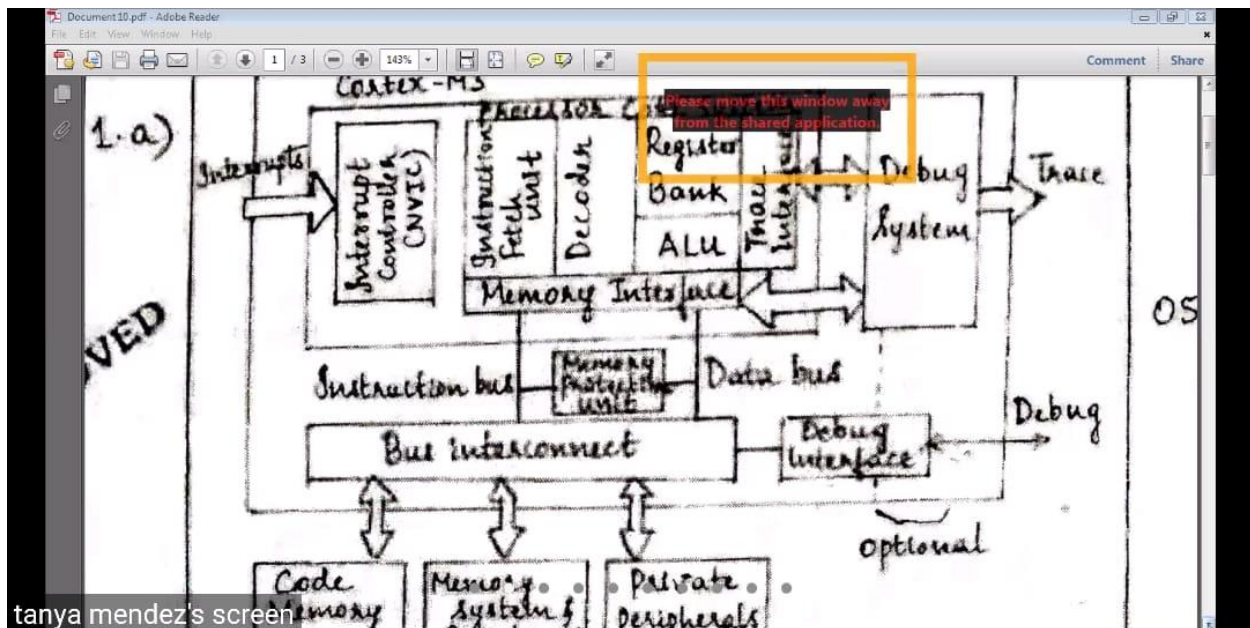 Document10.pdf - Adobe Reader
File Edit View Window Help
1 / 3
143%
Comment
Share
Cortex-M3
1.a)
Processor
Please move this window away
from the shared application.
Interrupts
Interrupt
Controller
(NVIC)
Instruction
Fetch
unit
Decoder
Register
Bank
ALU
Trace
Interface
Debug
System
Trace
Memory Interface
VED
05
Instruction bus
Memory
Protection
unit
Data bus
Bus interconnect
Debug
Interface
Debug
optional
Code
Memory
Memory
System &
Private
Peripherals
tanya mendez's screen